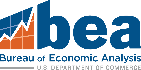 bea
Bureau of Economic Analysis
U.S. DEPARTMENT OF COMMERCE